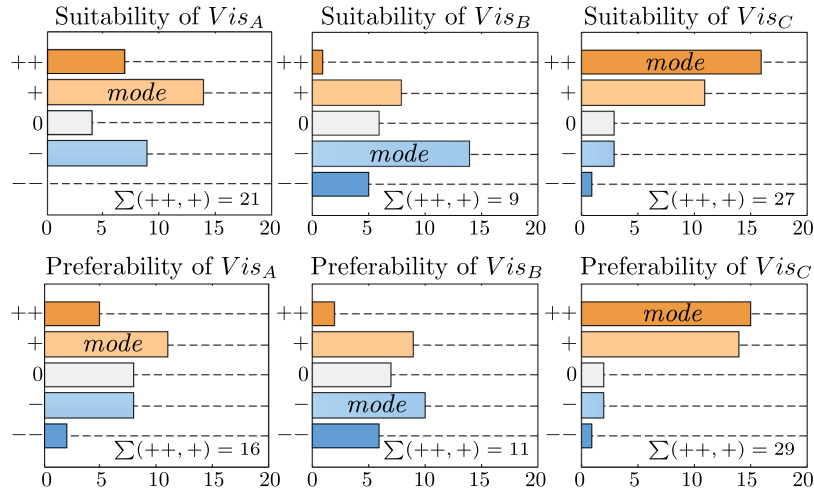 Suitability of Vis_A
++
+ mode
0
−
−− ∑(++, +) = 21
0 5 10 15 20
Suitability of Vis_B
++
+
0
− mode
−− ∑(++, +) = 9
0 5 10 15 20
Suitability of Vis_C
++ mode
+
0
−
−− ∑(++, +) = 27
0 5 10 15 20
Preferability of Vis_A
++
+ mode
0
−
−− ∑(++, +) = 16
0 5 10 15 20
Preferability of Vis_B
++
+
0
− mode
−− ∑(++, +) = 11
0 5 10 15 20
Preferability of Vis_C
++ mode
+
0
−
−− ∑(++, +) = 29
0 5 10 15 20